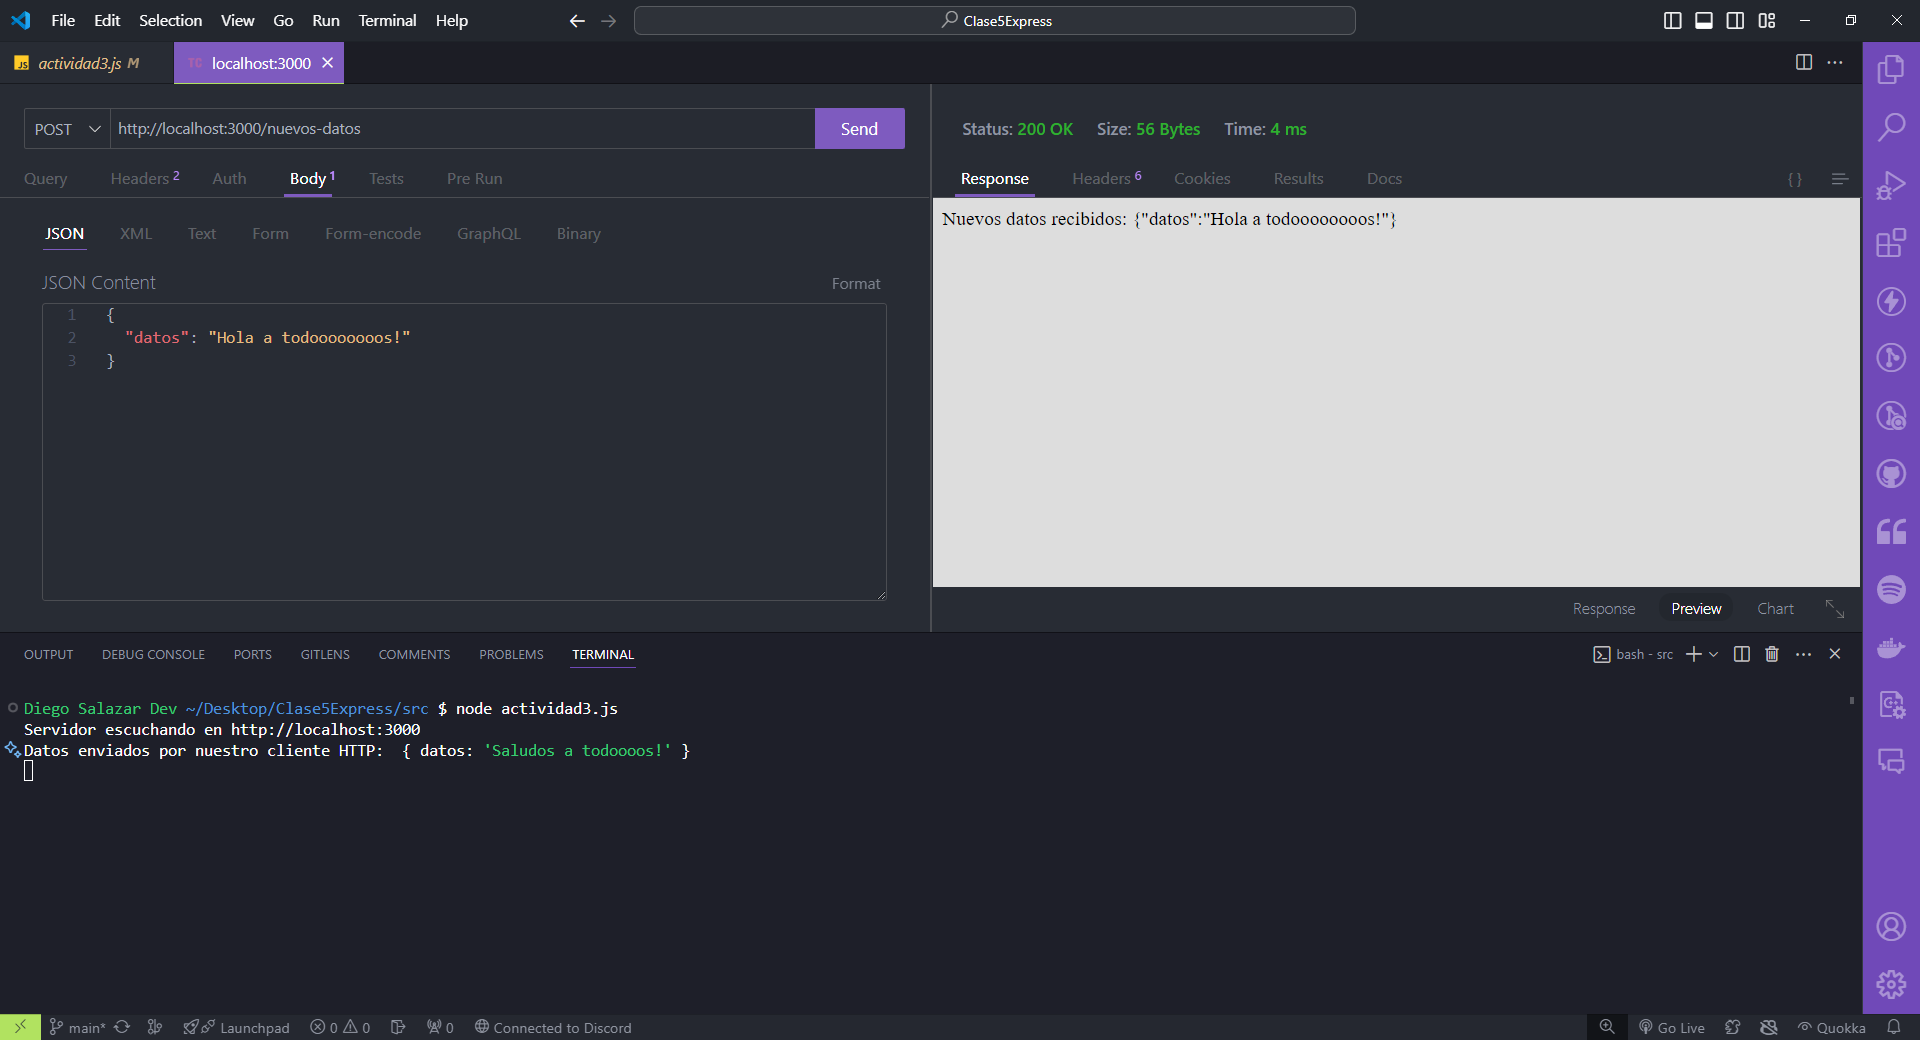 File Edit Selection View Go Run Terminal Help
Clase5Express
JS actividad3.js M
TC localhost:3000
POST http://localhost:3000/nuevos-datos Send
Query Headers 2 Auth Body 1 Tests Pre Run
JSON XML Text Form Form-encode GraphQL Binary
JSON Content Format
1 {
2 "datos": "Hola a todoooooooos!"
3 }
Status: 200 OK Size: 56 Bytes Time: 4 ms
Response Headers 6 Cookies Results Docs { }
Nuevos datos recibidos: {"datos":"Hola a todoooooooos!"}
Response Preview Chart
OUTPUT DEBUG CONSOLE PORTS GITLENS COMMENTS PROBLEMS TERMINAL
bash - src
Diego Salazar Dev ~/Desktop/Clase5Express/src $ node actividad3.js
Servidor escuchando en http://localhost:3000
Datos enviados por nuestro cliente HTTP:  { datos: 'Saludos a todoooos!' }
main* Launchpad 0 0 0 Connected to Discord Go Live Quokka